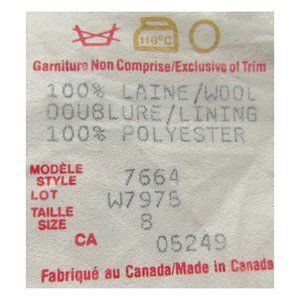 110°C
Garniture Non Comprise/Exclusive of Trim
100% LAINE/WOOL
DOUBLURE/LINING
100% POLYESTER
MODÈLE
STYLE 7664
LOT W7975
TAILLE
SIZE 8
CA 05249
Fabriqué au Canada/Made in Canada